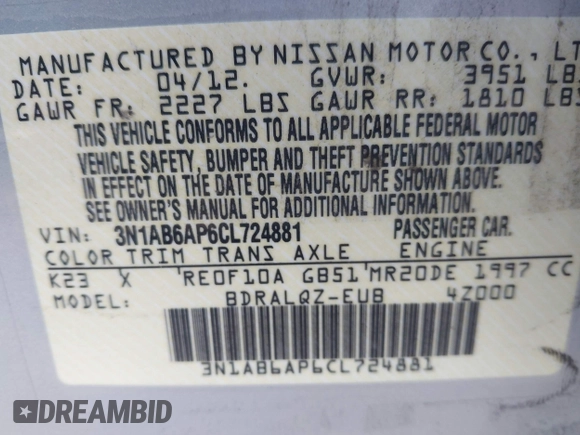 MANUFACTURED BY NISSAN MOTOR CO., LT
DATE: 04/12. GVWR: 3951 LB
GAWR FR: 2227 LBS GAWR RR: 1810 LBS
THIS VEHICLE CONFORMS TO ALL APPLICABLE FEDERAL MOTOR
VEHICLE SAFETY, BUMPER AND THEFT PREVENTION STANDARDS
IN EFFECT ON THE DATE OF MANUFACTURE SHOWN ABOVE.
SEE OWNER'S MANUAL FOR ADDITIONAL INFORMATION.
VIN: 3N1AB6AP6CL724881 PASSENGER CAR.
COLOR TRIM TRANS AXLE ENGINE
K23 X 'RE0F10A GB51'MR20DE 1997 CC
MODEL: BDRALQZ-EUB 4Z000
3N1AB6AP6CL724881
DREAMBID